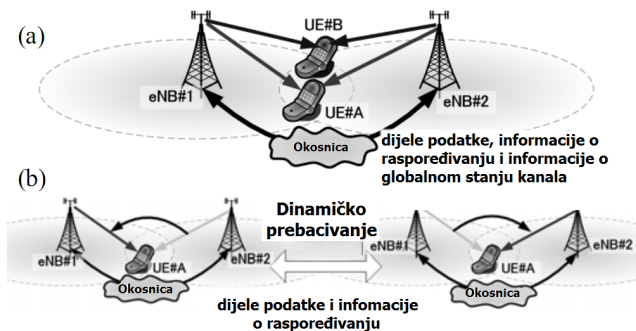 (a)
UE#B
eNB#1
UE#A
eNB#2
Okosnica
dijele podatke, informacije o
raspoređivanju i informacije o
globalnom stanju kanala
(b)
Dinamičko
prebacivanje
eNB#1
UE#A
eNB#2
Okosnica
eNB#1
UE#A
eNB#2
Okosnica
dijele podatke i infomacije
o raspoređivanju